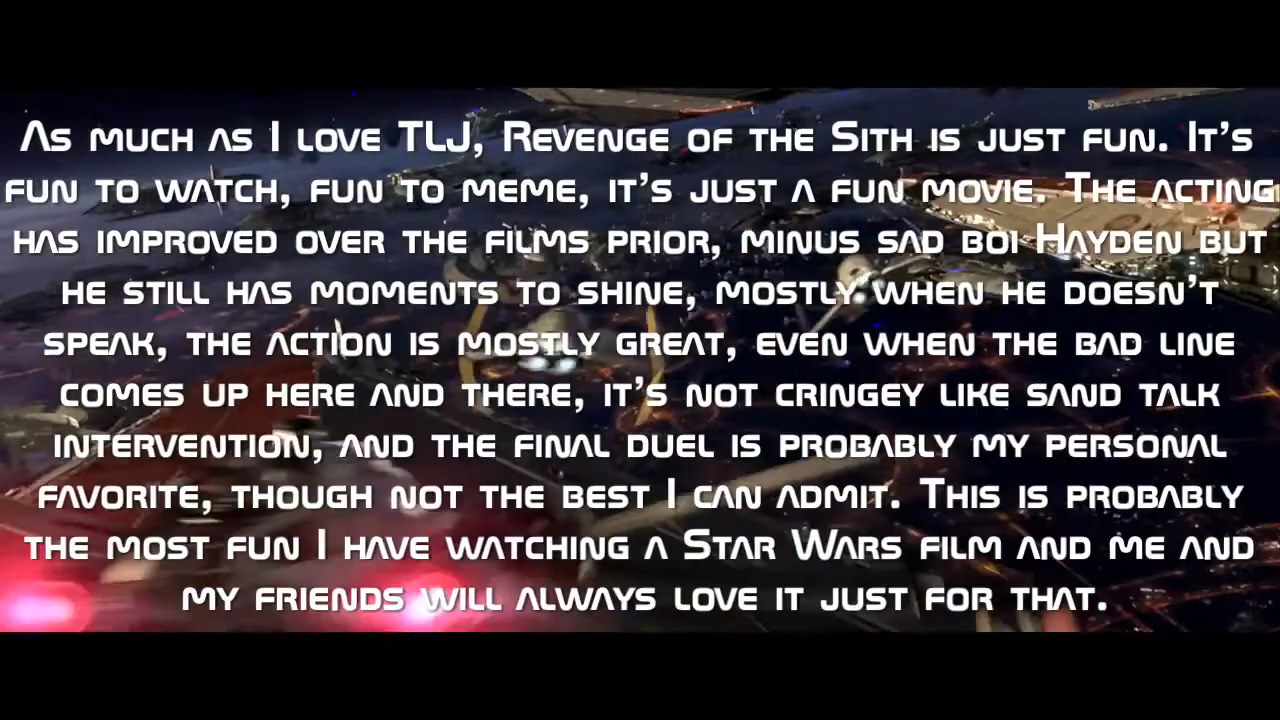 As much as I love TLJ, Revenge of the Sith is just fun. It's
fun to watch, fun to meme, it's just a fun movie. The acting
has improved over the films prior, minus sad boi Hayden but
he still has moments to shine, mostly when he doesn't
speak, the action is mostly great, even when the bad line
comes up here and there, it's not cringey like sand talk
intervention, and the final duel is probably my personal
favorite, though not the best I can admit. This is probably
the most fun I have watching a Star Wars film and me and
my friends will always love it just for that.